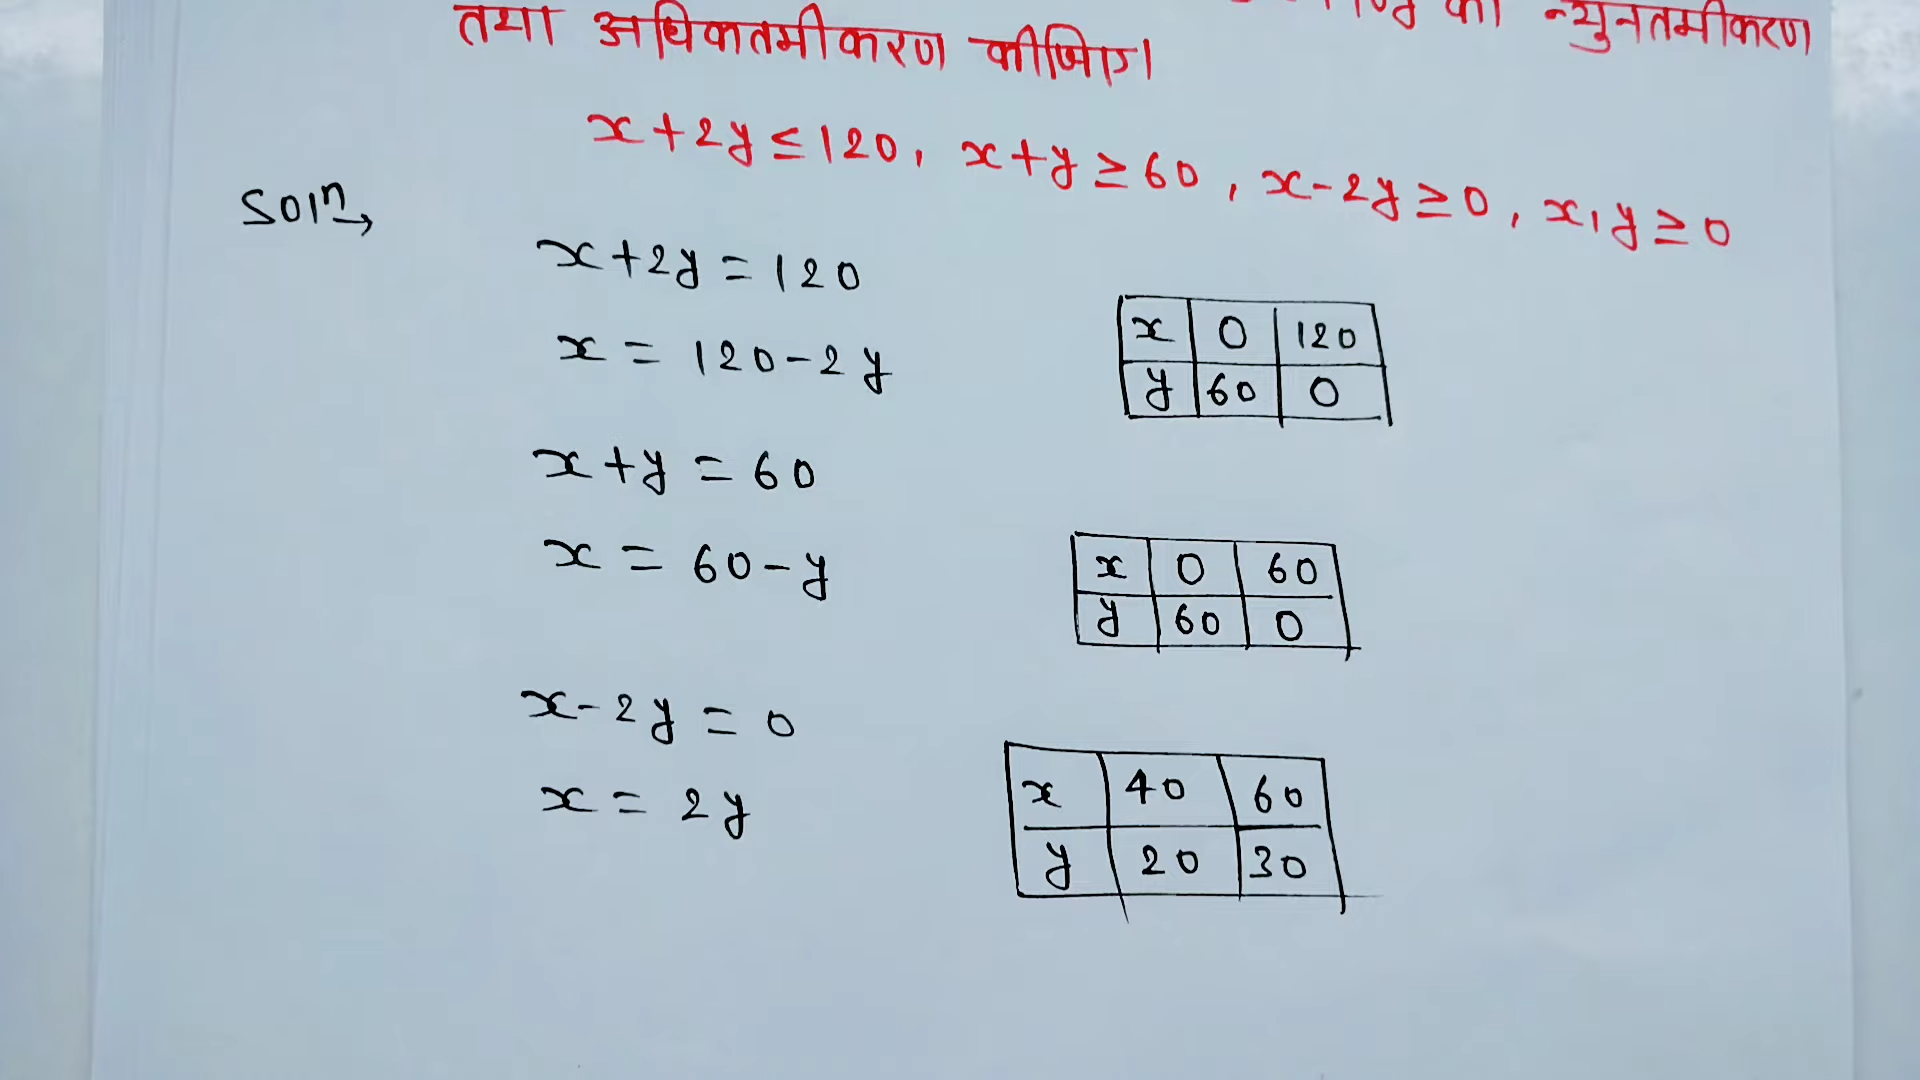 का न्युनतमीकरण
तथा अधिकतमीकरण कीजिए।
x+2y≤120, x+y≥60, x-2y≥0, x,y≥0
Soln→
x+2y=120
x = 120-2y
x 0 120
y 60 0
x+y = 60
x = 60-y
x 0 60
y 60 0
x-2y = 0
x = 2y
x 40 60
y 20 30